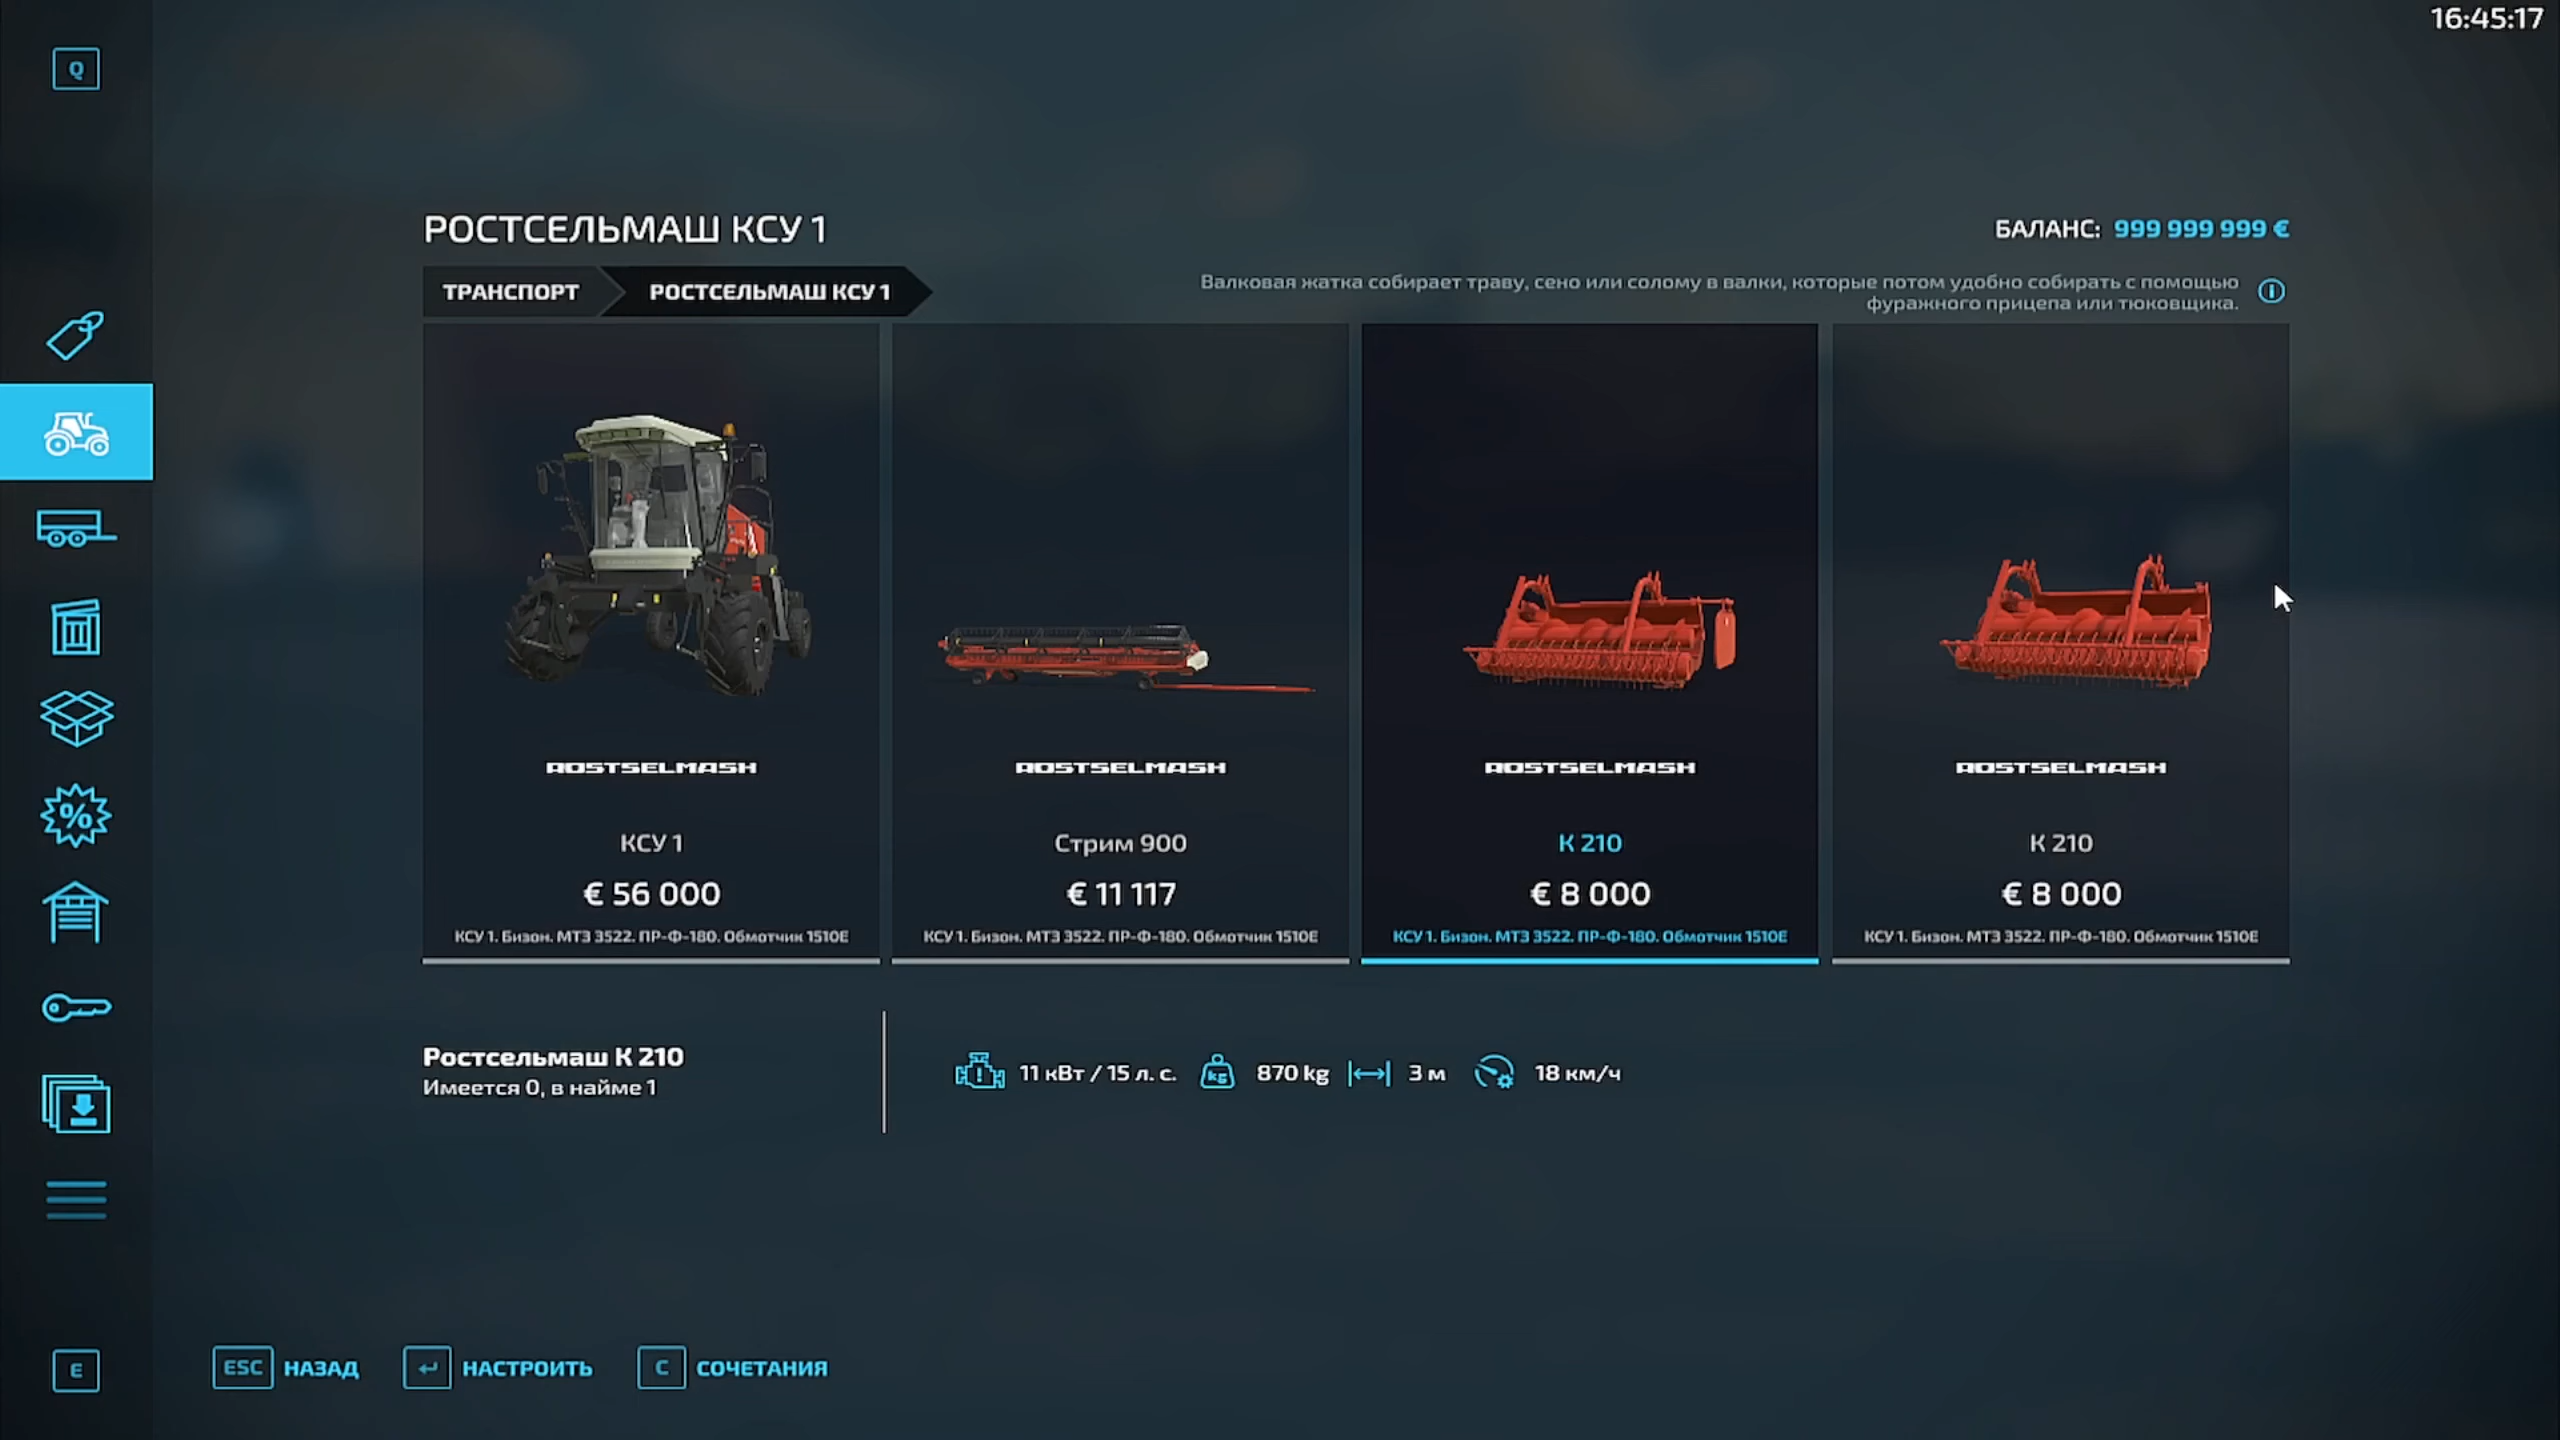 16:45:17
Q
РОСТСЕЛЬМАШ КСУ 1
БАЛАНС: 999 999 999 €
ТРАНСПОРТ
РОСТСЕЛЬМАШ КСУ 1
Валковая жатка собирает траву, сено или солому в валки, которые потом удобно собирать с помощью
фуражного прицепа или тюковщика.
ROSTSELMASH
КСУ 1
€ 56 000
КСУ 1. Бизон. МТЗ 3522. ПР-Ф-180. Обмотчик 1510Е
ROSTSELMASH
Стрим 900
€ 11 117
КСУ 1. Бизон. МТЗ 3522. ПР-Ф-180. Обмотчик 1510Е
ROSTSELMASH
К 210
€ 8 000
КСУ 1. Бизон. МТЗ 3522. ПР-Ф-180. Обмотчик 1510Е
ROSTSELMASH
К 210
€ 8 000
КСУ 1. Бизон. МТЗ 3522. ПР-Ф-180. Обмотчик 1510Е
%
Ростсельмаш К 210
Имеется 0, в найме 1
11 кВт / 15 л. с.
kg
870 kg
3 м
18 км/ч
E
ESC НАЗАД
НАСТРОИТЬ
C СОЧЕТАНИЯ